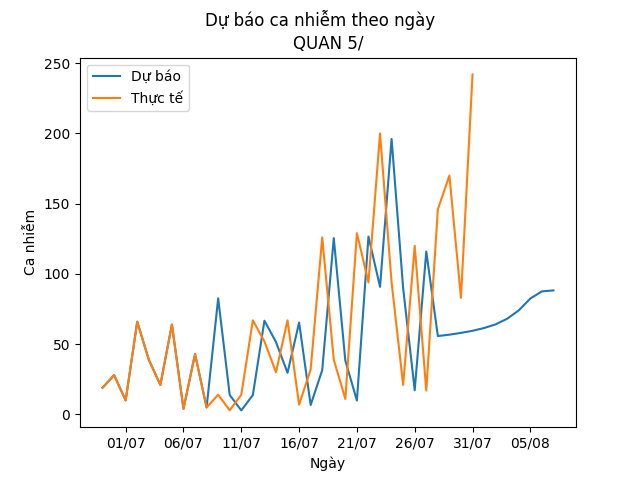 Dự báo ca nhiễm theo ngày
QUAN 5/
Dự báo
Thực tế
Ca nhiễm
250
200
150
100
50
0
01/07 06/07 11/07 16/07 21/07 26/07 31/07 05/08
Ngày